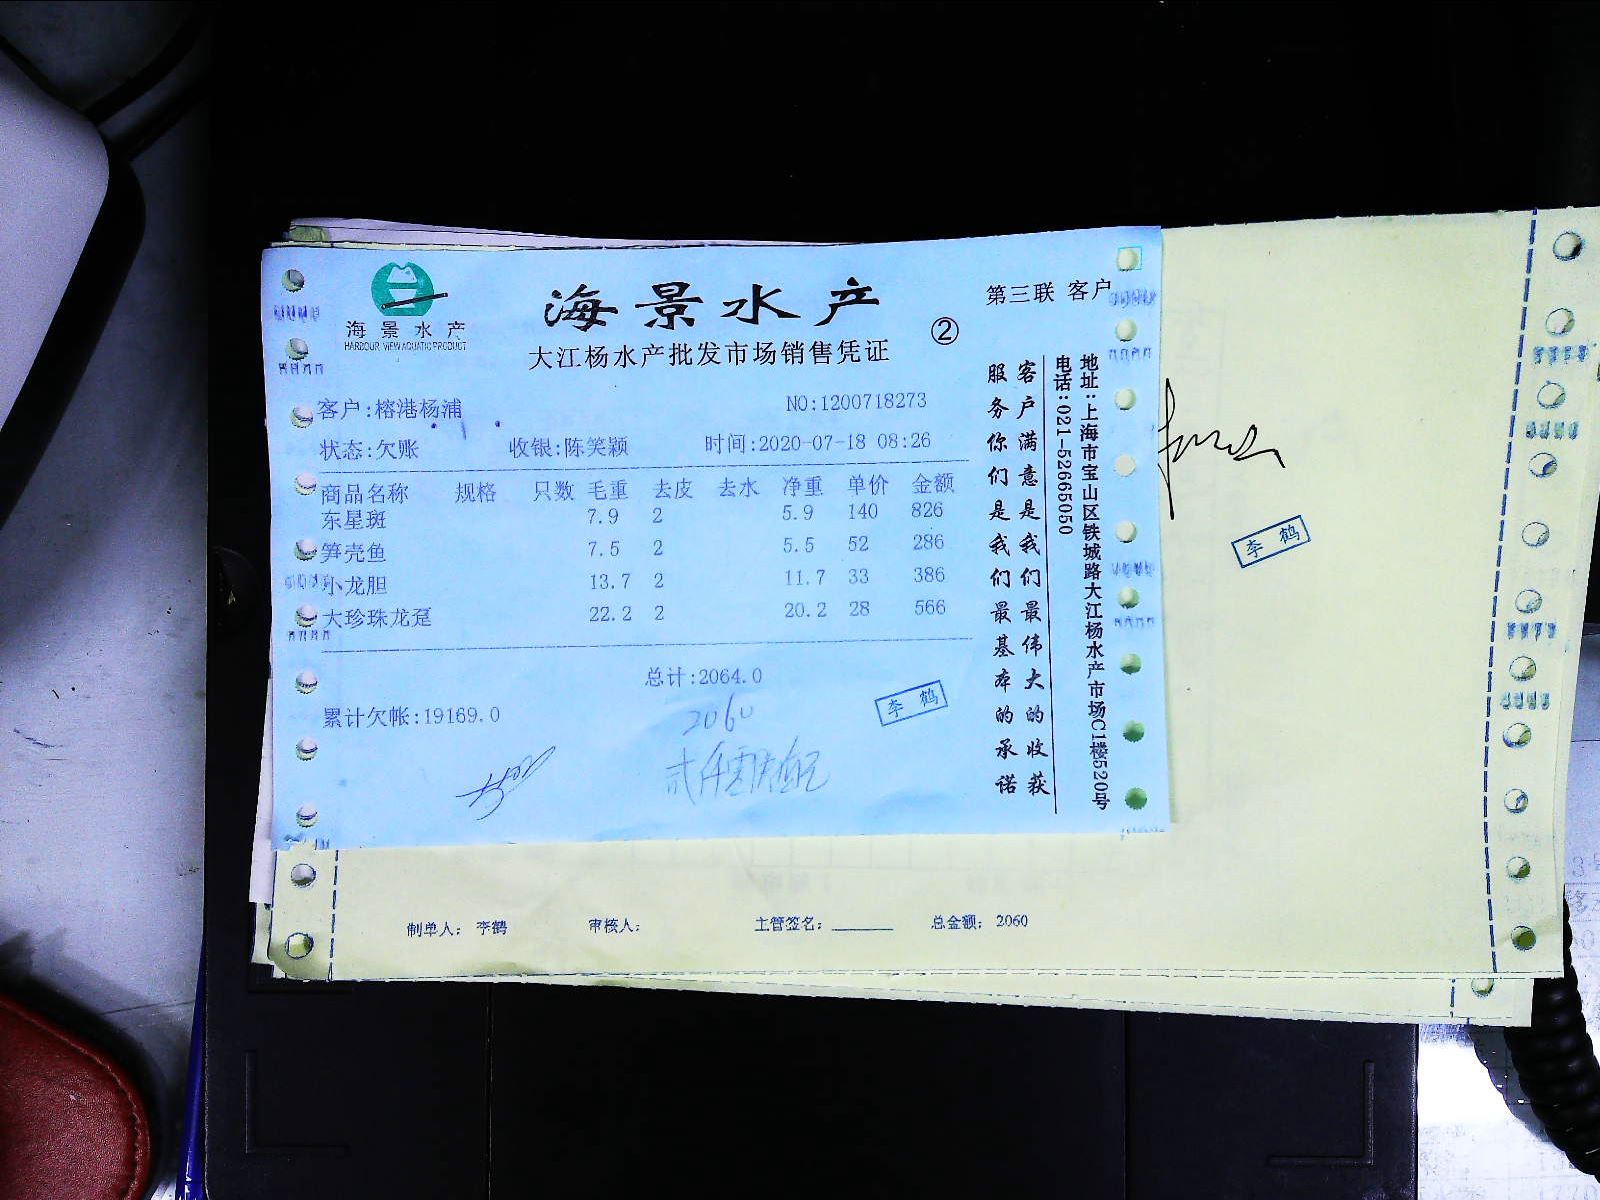 海景水产
HARBOUR VIEW AQUATIC PRODUCT
海景水产
大江杨水产批发市场销售凭证
②
第三联 客户
客户:榕港杨浦
NO:1200718273
状态:欠账 收银:陈笑颖 时间:2020-07-18 08:26
商品名称 规格 只数 毛重 去皮 去水 净重 单价 金额
东星斑 7.9 2 5.9 140 826
笋壳鱼 7.5 2 5.5 52 286
小龙胆 13.7 2 11.7 33 386
大珍珠龙趸 22.2 2 20.2 28 566
总计:2064.0
累计欠帐:19169.0
2060
贰仟零陆拾元
李鹤
客户满意是我们最伟大的收获
服务你们是我们最基本的承诺
地址:上海市宝山区铁城路大江杨水产市场C1楼520号
电话:021-52665050
李鹤
制单人: 李鹤 审核人: 主管签名: 总金额: 2060